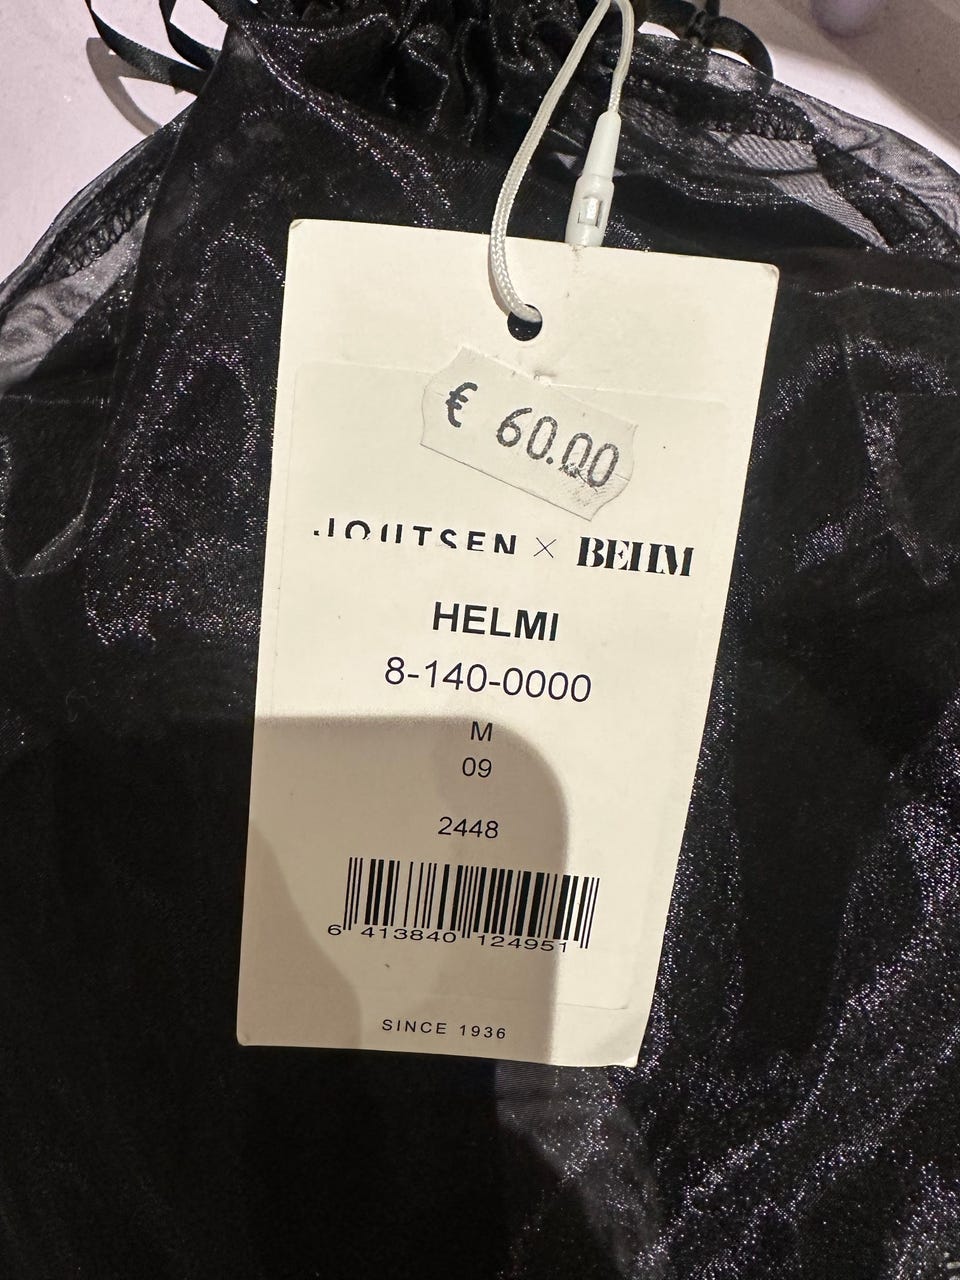 € 60.00
JOUTSEN × BEHM
HELMI
8-140-0000
M
09
2448
6 413840 124951
SINCE 1936